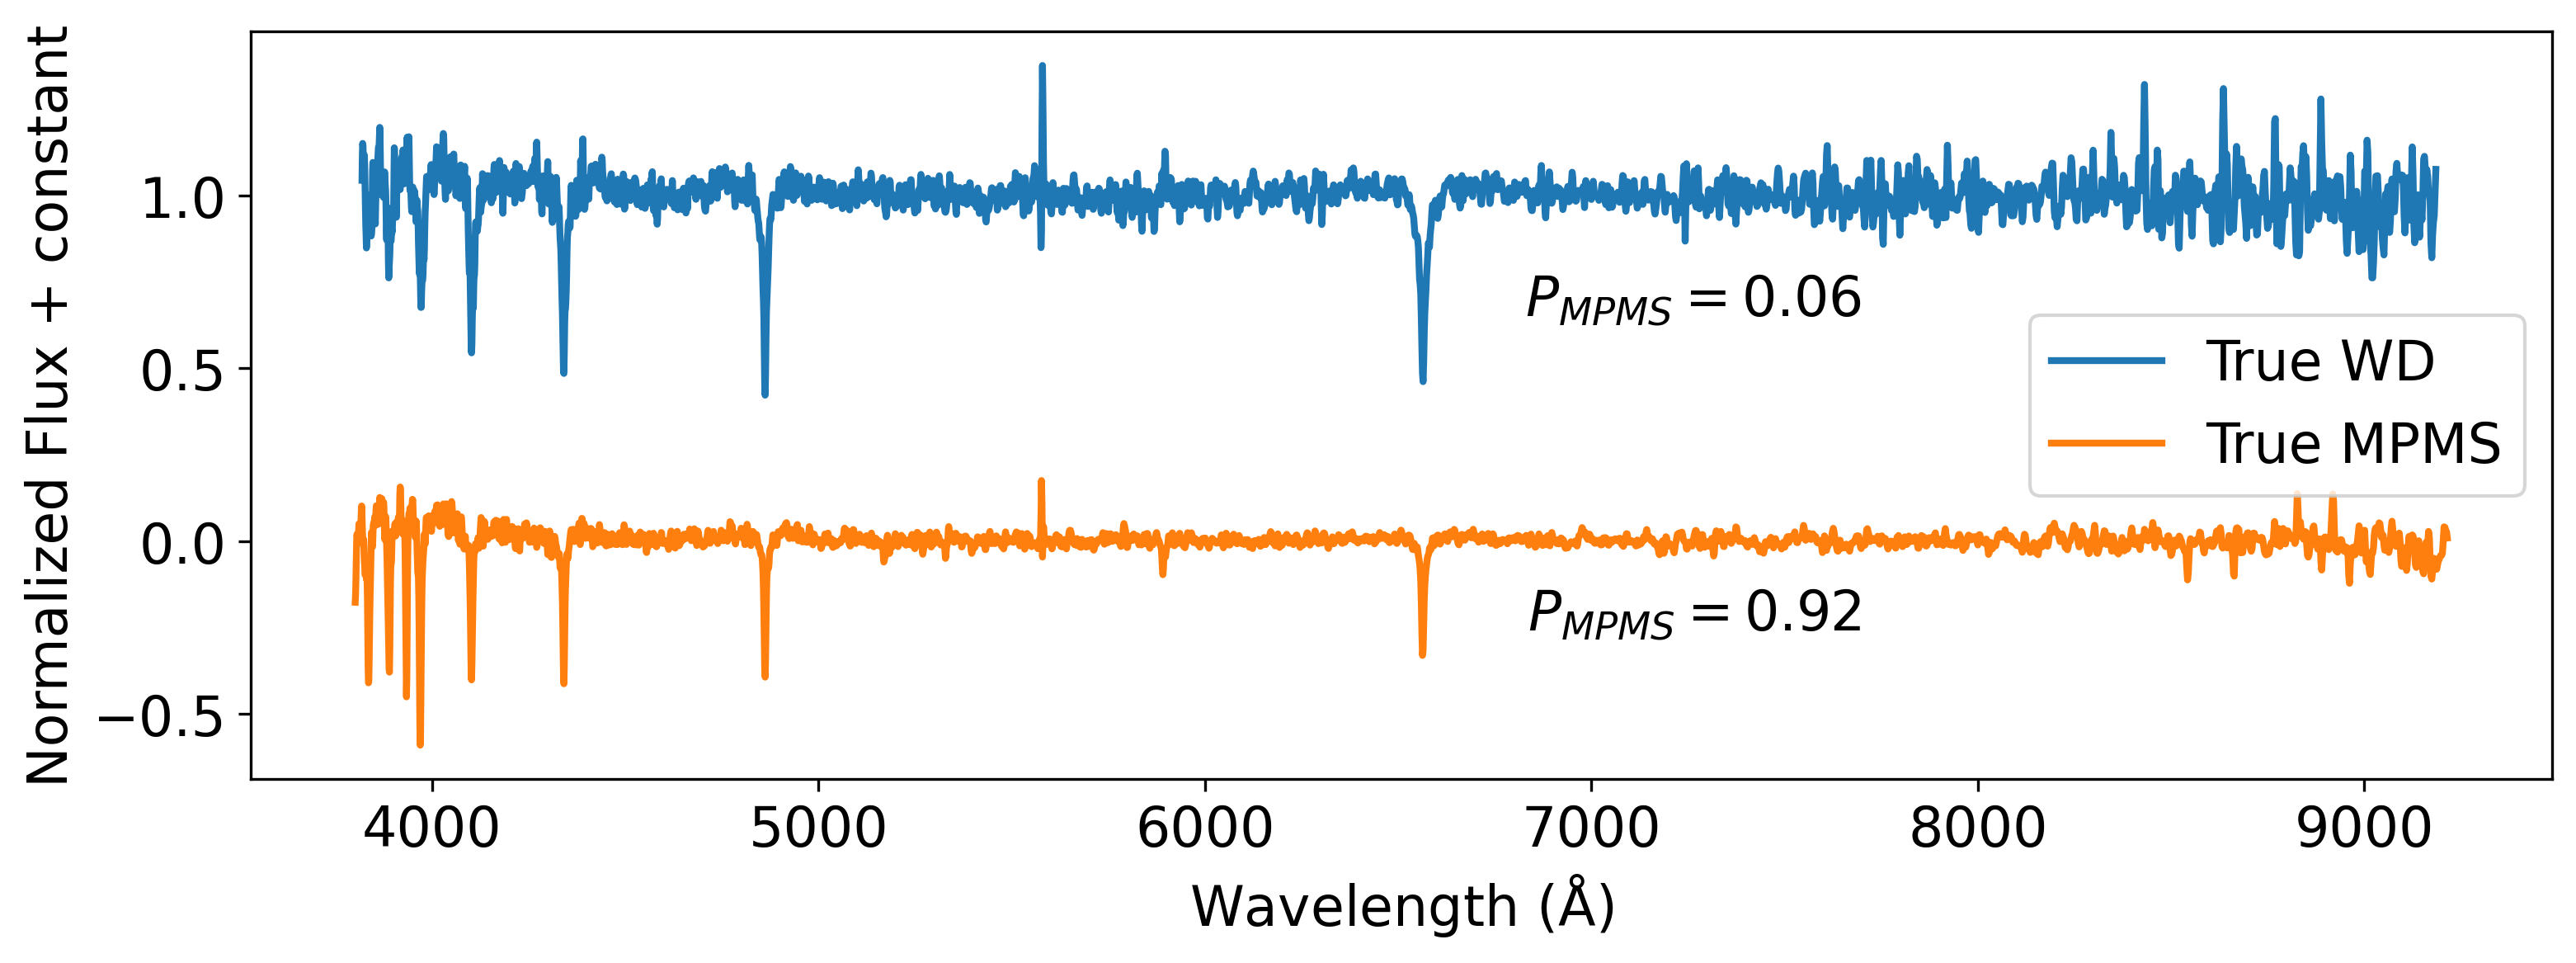 Normalized Flux + constant
1.0
0.5
0.0
−0.5
P_MPMS = 0.06
True WD
True MPMS
P_MPMS = 0.92
4000 5000 6000 7000 8000 9000
Wavelength (Å)